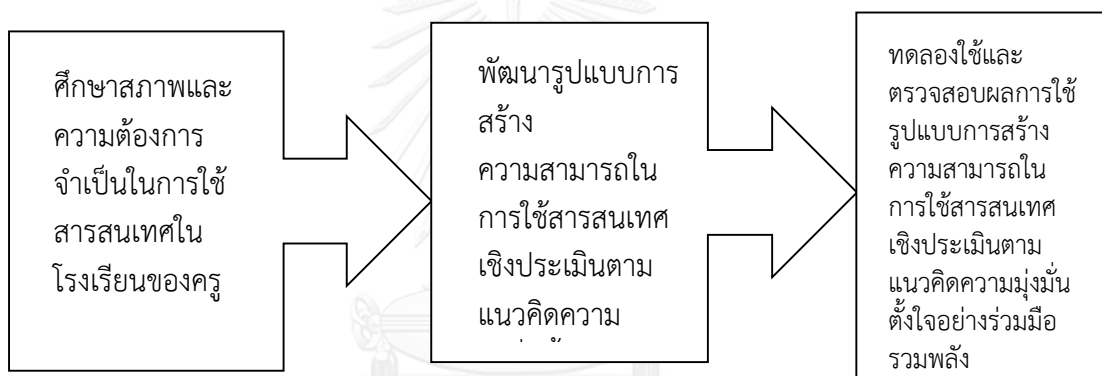 ศึกษาสภาพและ
ความต้องการ
จำเป็นในการใช้
สารสนเทศใน
โรงเรียนของครู
พัฒนารูปแบบการ
สร้าง
ความสามารถใน
การใช้สารสนเทศ
เชิงประเมินตาม
แนวคิดความ
ทดลองใช้และ
ตรวจสอบผลการใช้
รูปแบบการสร้าง
ความสามารถใน
การใช้สารสนเทศ
เชิงประเมินตาม
แนวคิดความมุ่งมั่น
ตั้งใจอย่างร่วมมือ
รวมพลัง